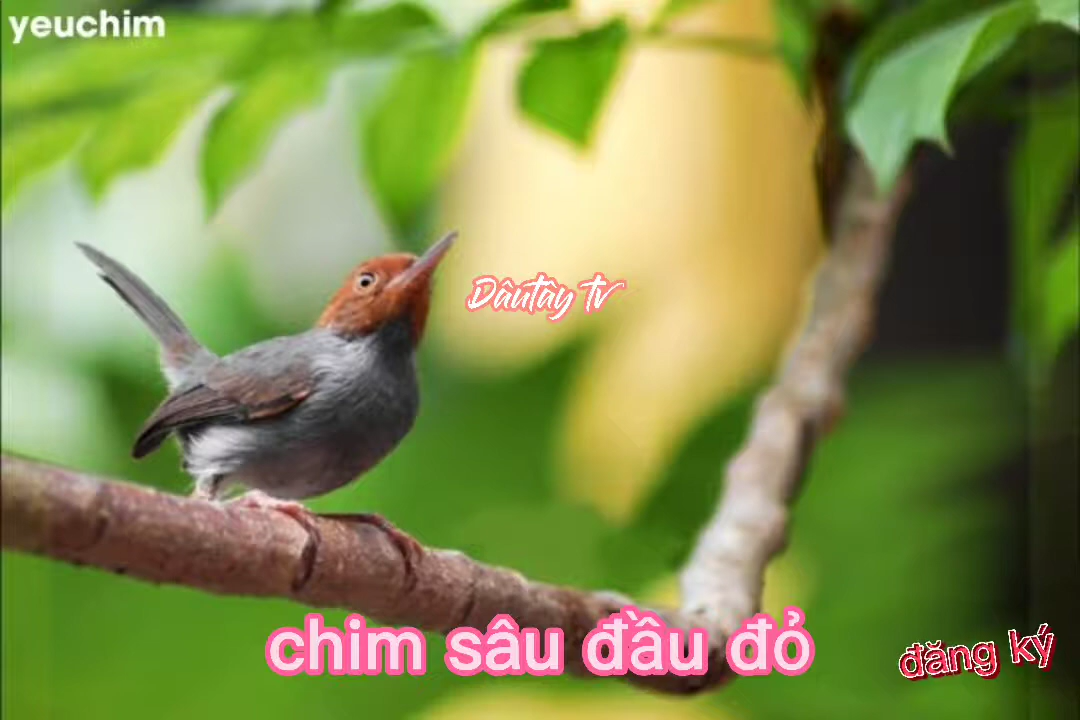 yeuchim
Dâutây tv
chim sâu đầu đỏ
đăng ký